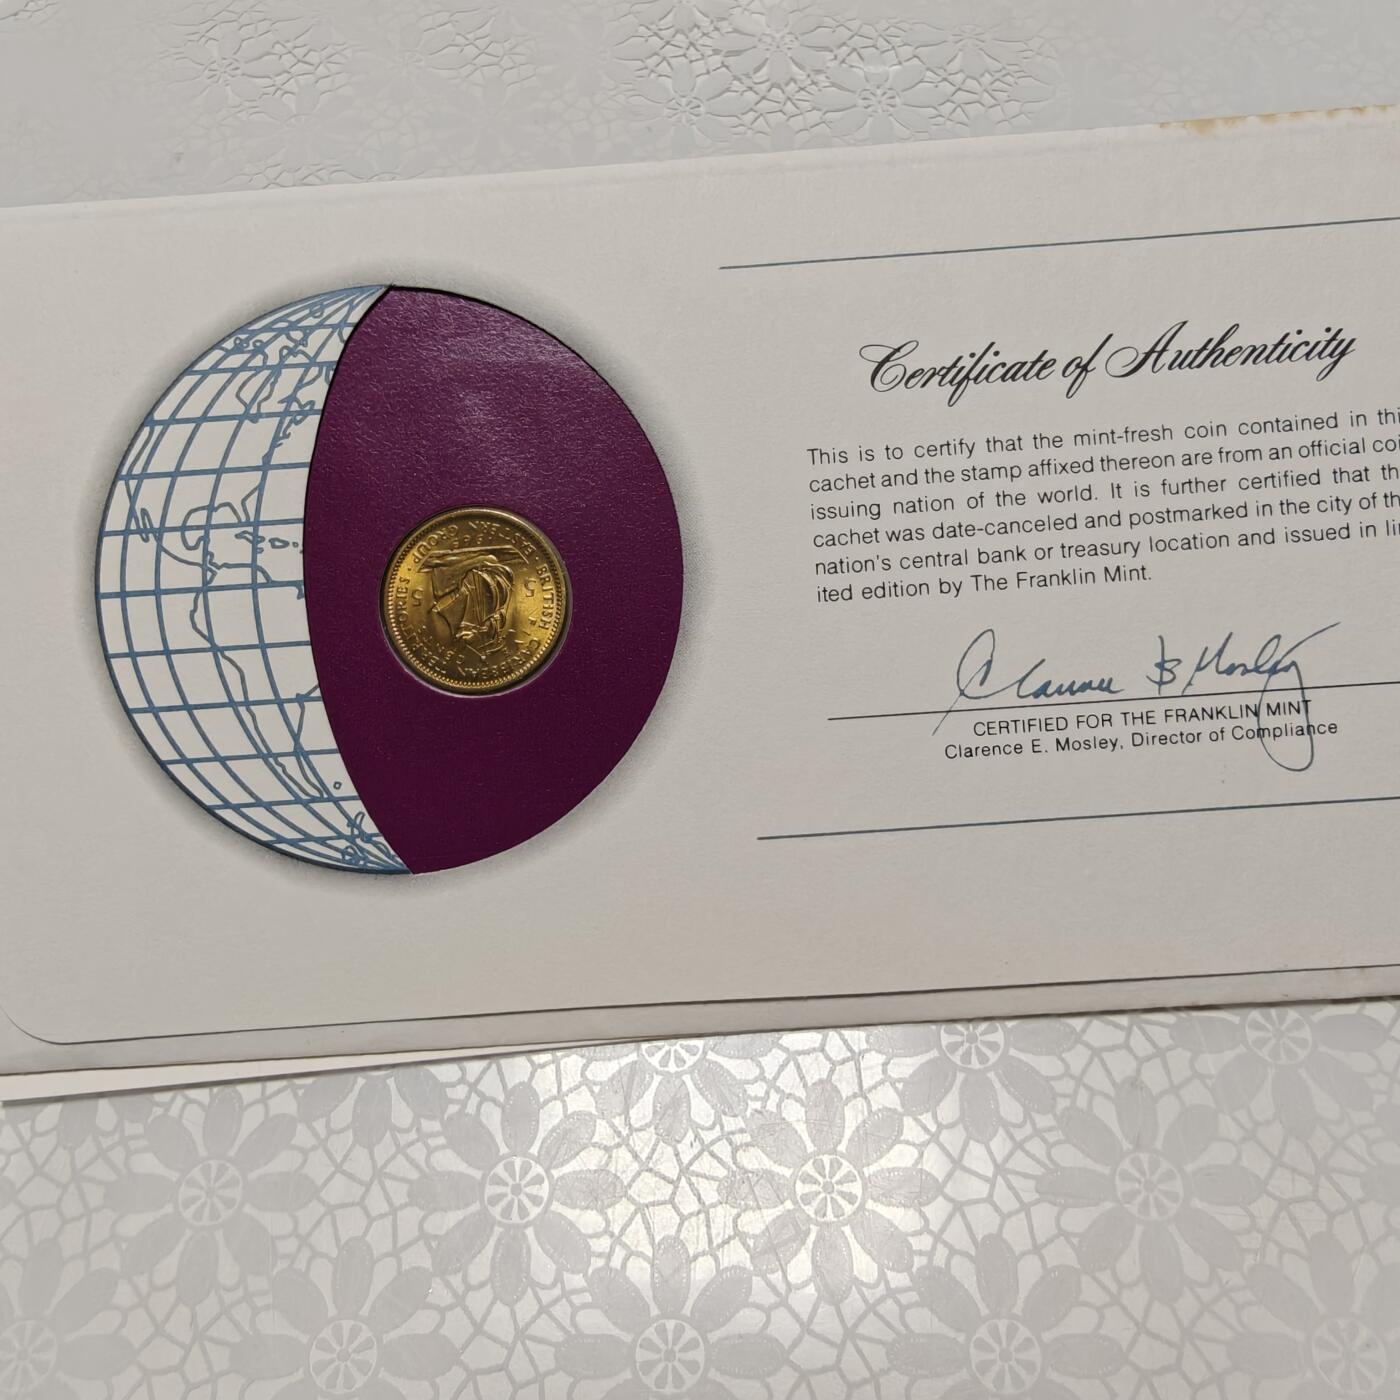 Certificate of Authenticity
This is to certify that the mint-fresh coin contained in thi
cachet and the stamp affixed thereon are from an official coi
issuing nation of the world. It is further certified that th
cachet was date-canceled and postmarked in the city of th
nation's central bank or treasury location and issued in li
ited edition by The Franklin Mint.
CERTIFIED FOR THE FRANKLIN MINT
Clarence E. Mosley, Director of Compliance
BRITISH CARIBBEAN TERRITORIES · EASTERN GROUP
5 5
FIVE CENTS